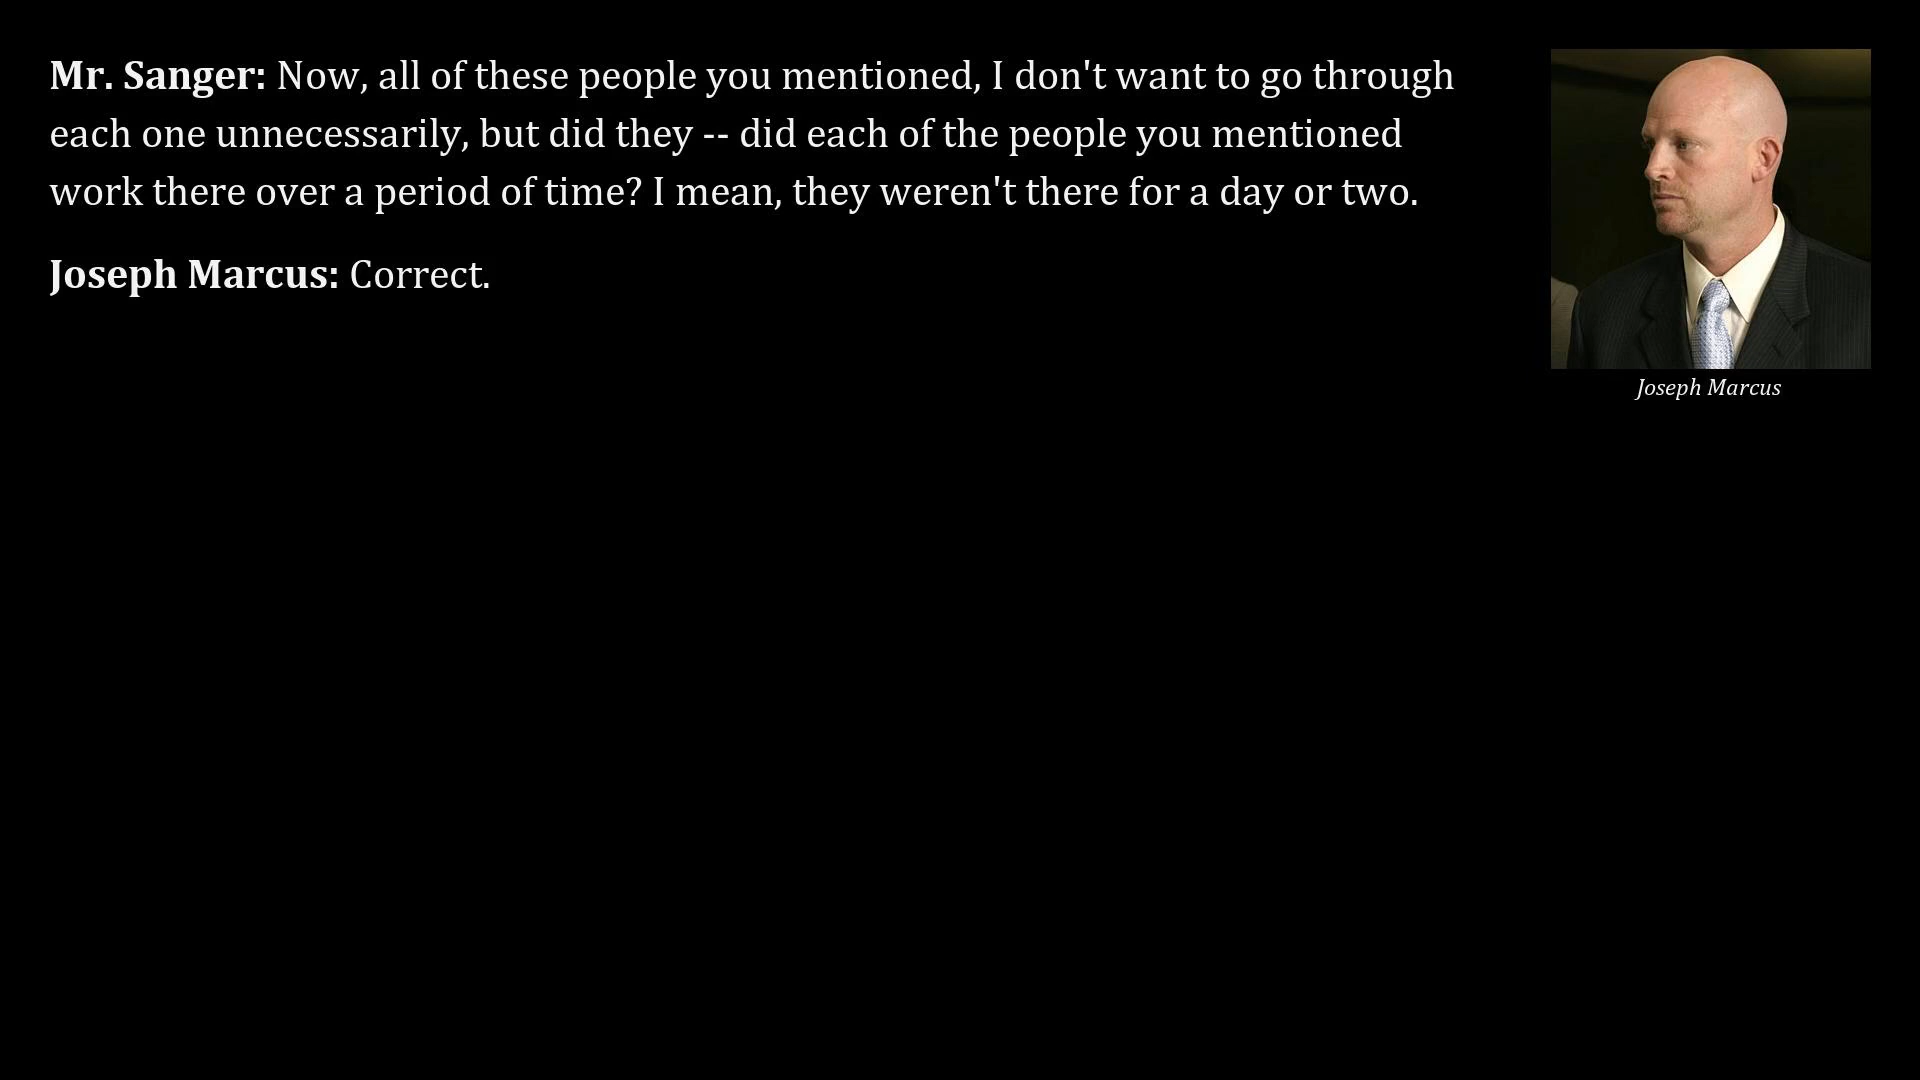 Mr. Sanger: Now, all of these people you mentioned, I don't want to go through
each one unnecessarily, but did they -- did each of the people you mentioned
work there over a period of time? I mean, they weren't there for a day or two.
Joseph Marcus: Correct.
Joseph Marcus